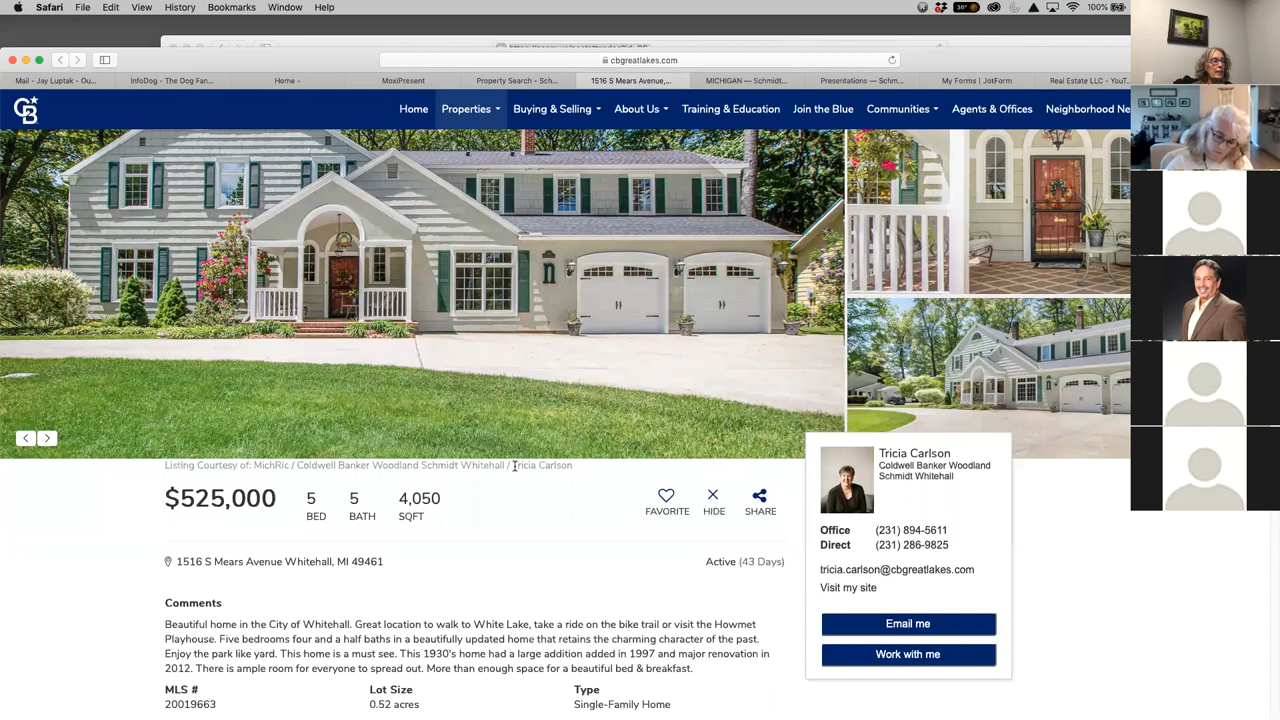 Safari File Edit View History Bookmarks Window Help
36° 100%
cbgreatlakes.com
Mail - Jay Luptak - Ou... InfoDog - The Dog Fan... Home - MoxiPresent Property Search - Sch... 1516 S Mears Avenue,... MICHIGAN — Schmidt... Presentations — Schm... My Forms | JotForm Real Estate LLC - YouT...
CB Home Properties Buying & Selling About Us Training & Education Join the Blue Communities Agents & Offices Neighborhood Ne
Listing Courtesy of: MichRic / Coldwell Banker Woodland Schmidt Whitehall / Tricia Carlson
$525,000
5 BED
5 BATH
4,050 SQFT
FAVORITE HIDE SHARE
1516 S Mears Avenue Whitehall, MI 49461
Active (43 Days)
Comments
Beautiful home in the City of Whitehall. Great location to walk to White Lake, take a ride on the bike trail or visit the Howmet
Playhouse. Five bedrooms four and a half baths in a beautifully updated home that retains the charming character of the past.
Enjoy the park like yard. This home is a must see. This 1930's home had a large addition added in 1997 and major renovation in
2012. There is ample room for everyone to spread out. More than enough space for a beautiful bed & breakfast.
MLS # Lot Size Type
20019663 0.52 acres Single-Family Home
Tricia Carlson
Coldwell Banker Woodland
Schmidt Whitehall
Office (231) 894-5611
Direct (231) 286-9825
tricia.carlson@cbgreatlakes.com
Visit my site
Email me
Work with me